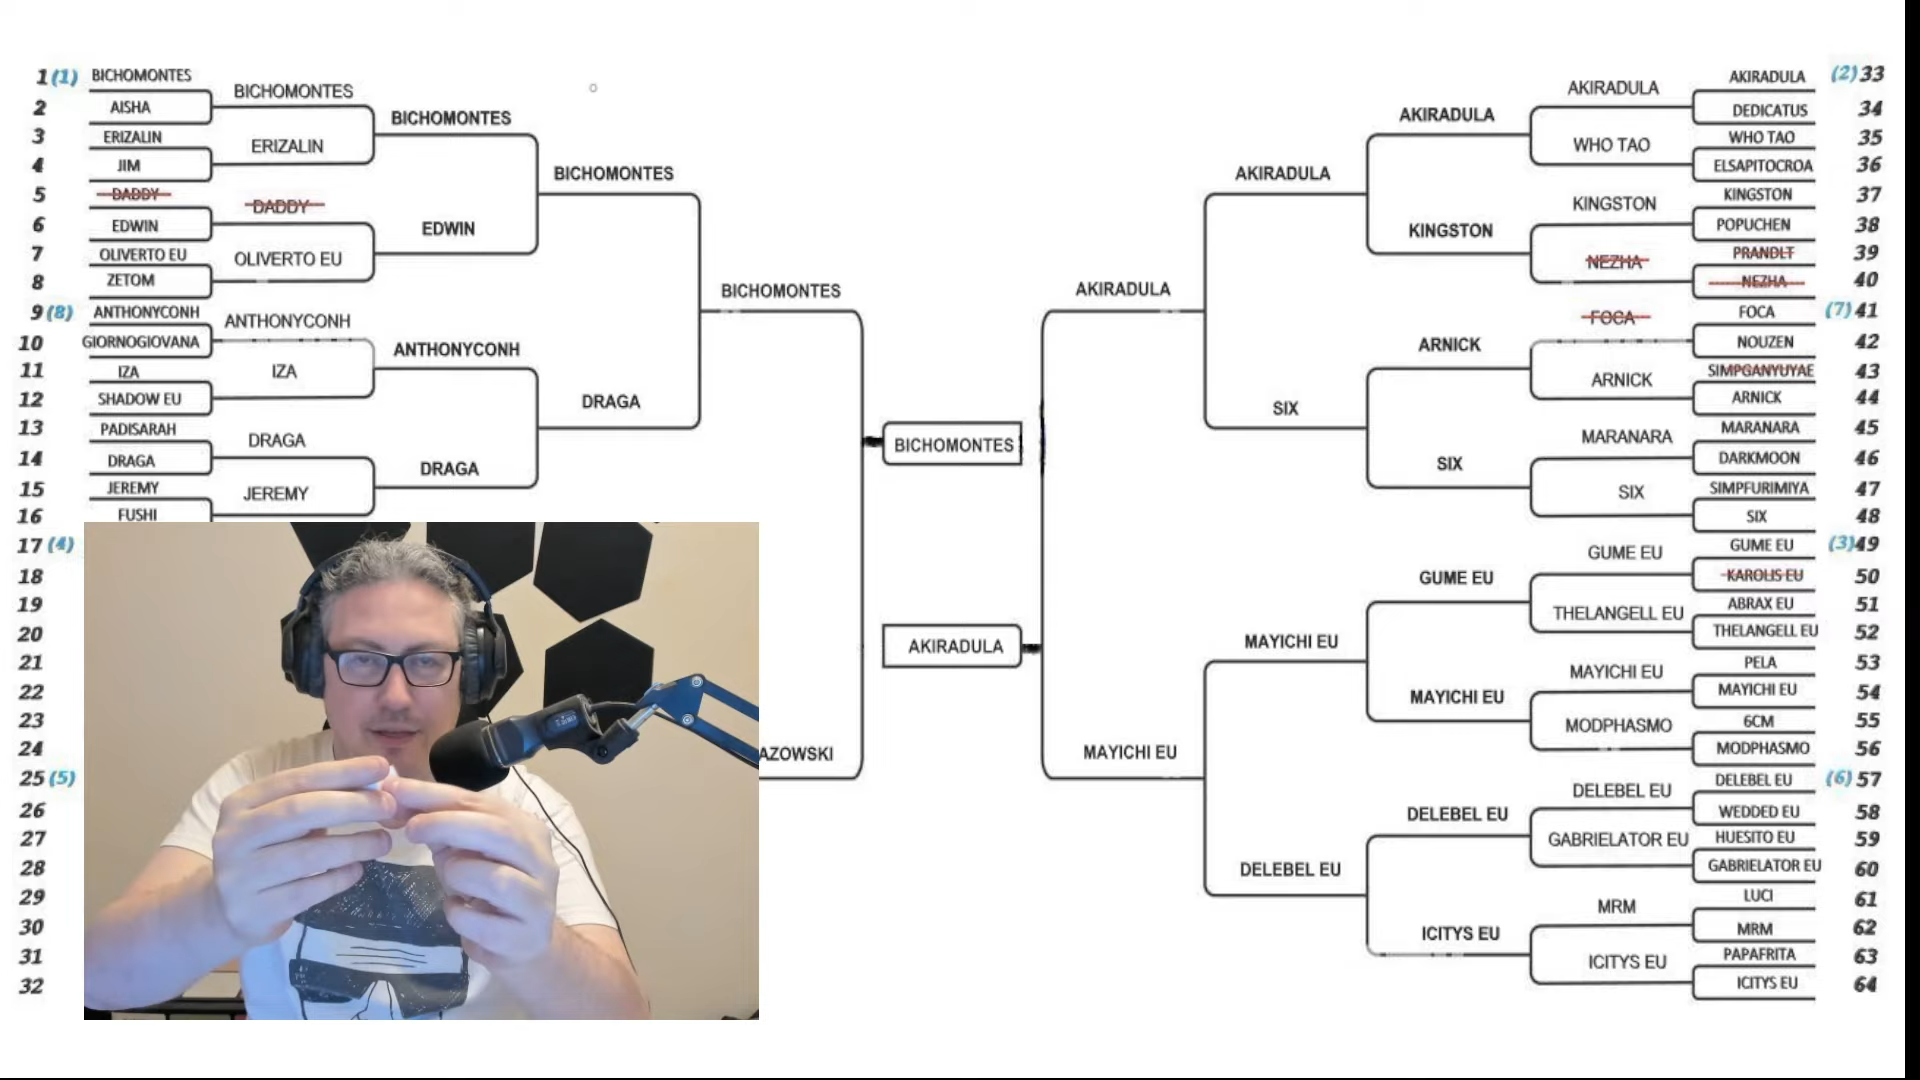 1 (1) BICHOMONTES
2 AISHA
3 ERIZALIN
4 JIM
5 DADDY
6 EDWIN
7 OLIVERTO EU
8 ZETOM
9 (8) ANTHONYCONH
10 GIORNOGIOVANA
11 IZA
12 SHADOW EU
13 PADISARAH
14 DRAGA
15 JEREMY
16 FUSHI
17 (4)
18
19
20
21
22
23
24
25 (5)
26
27
28
29
30
31
32
BICHOMONTES
ERIZALIN
DADDY
OLIVERTO EU
ANTHONYCONH
IZA
DRAGA
JEREMY
BICHOMONTES
EDWIN
ANTHONYCONH
DRAGA
BICHOMONTES
DRAGA
BICHOMONTES
AZOWSKI
BICHOMONTES
AKIRADULA
AKIRADULA
MAYICHI EU
AKIRADULA
SIX
MAYICHI EU
DELEBEL EU
AKIRADULA
KINGSTON
ARNICK
SIX
GUME EU
MAYICHI EU
DELEBEL EU
ICITYS EU
AKIRADULA
WHO TAO
KINGSTON
NEZHA
FOCA
ARNICK
MARANARA
SIX
GUME EU
THELANGELL EU
MAYICHI EU
MODPHASMO
DELEBEL EU
GABRIELATOR EU
MRM
ICITYS EU
AKIRADULA (2) 33
DEDICATUS 34
WHO TAO 35
ELSAPITOCROA 36
KINGSTON 37
POPUCHEN 38
PRANDLT 39
NEZHA 40
FOCA (7) 41
NOUZEN 42
SIMPGANYUYAE 43
ARNICK 44
MARANARA 45
DARKMOON 46
SIMPFURIMIYA 47
SIX 48
GUME EU (3) 49
KAROLIS EU 50
ABRAX EU 51
THELANGELL EU 52
PELA 53
MAYICHI EU 54
6CM 55
MODPHASMO 56
DELEBEL EU (6) 57
WEDDED EU 58
HUESITO EU 59
GABRIELATOR EU 60
LUCI 61
MRM 62
PAPAFRITA 63
ICITYS EU 64